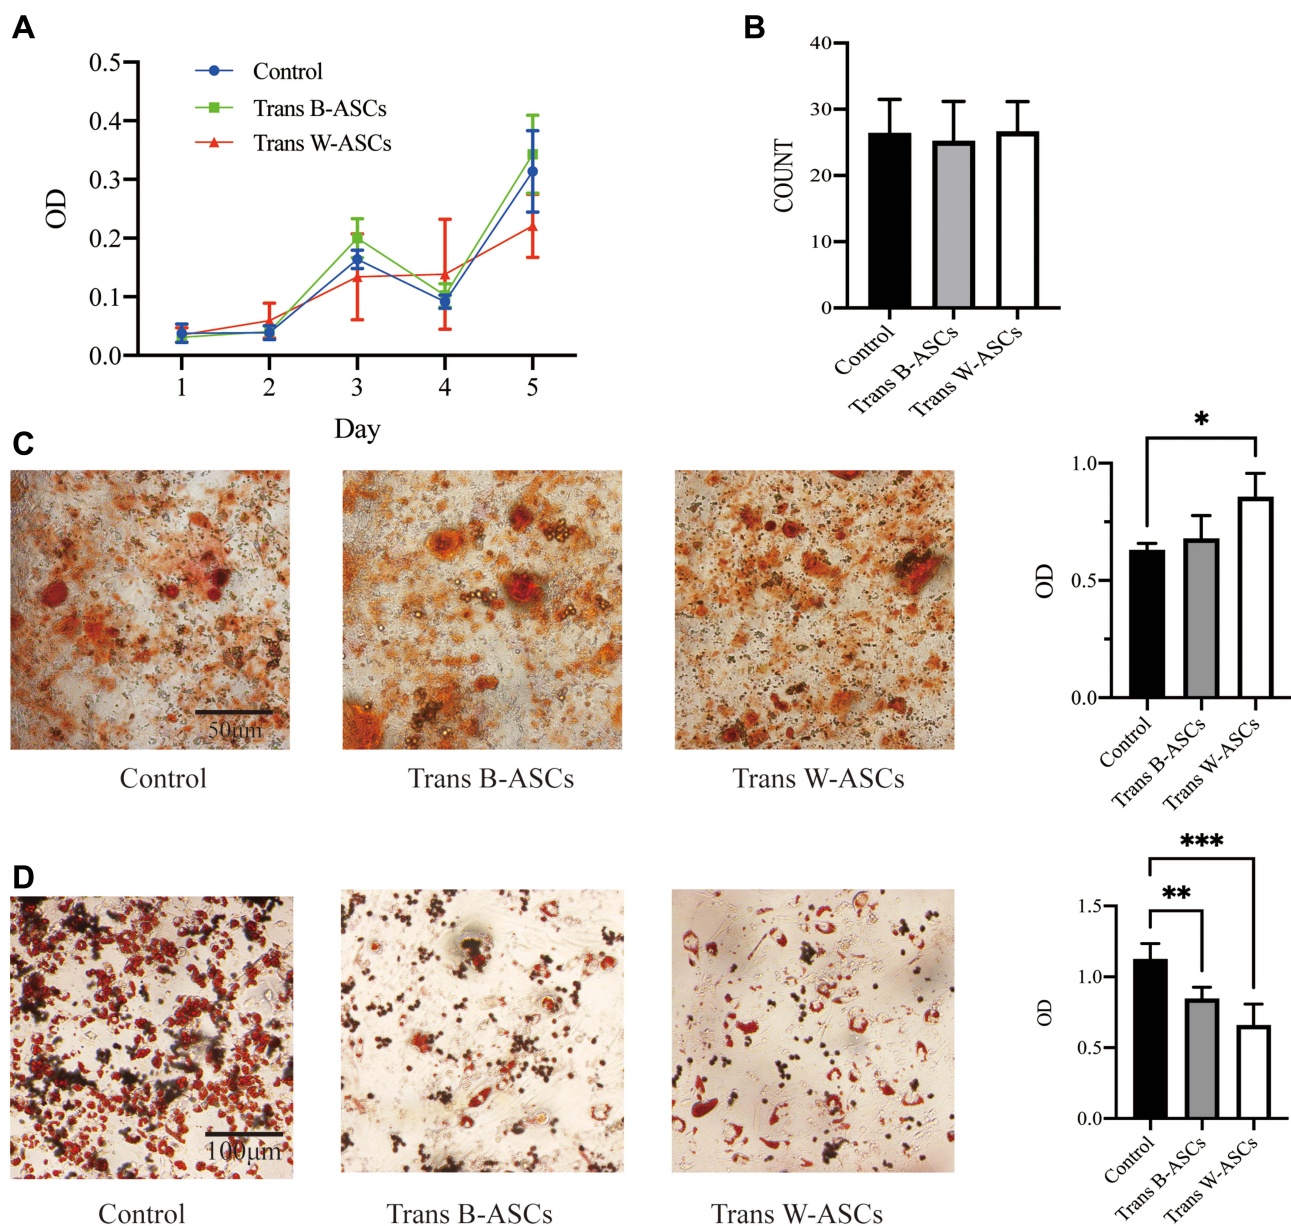 A
Control
Trans B-ASCs
Trans W-ASCs
0.5
0.4
0.3
0.2
0.1
0.0
OD
1 2 3 4 5
Day
B
40
30
20
10
0
COUNT
Control
Trans B-ASCs
Trans W-ASCs
C
50μm
Control
Trans B-ASCs
Trans W-ASCs
*
1.0
0.5
0.0
OD
Control
Trans B-ASCs
Trans W-ASCs
D
100μm
Control
Trans B-ASCs
Trans W-ASCs
***
**
1.5
1.0
0.5
0.0
OD
Control
Trans B-ASCs
Trans W-ASCs